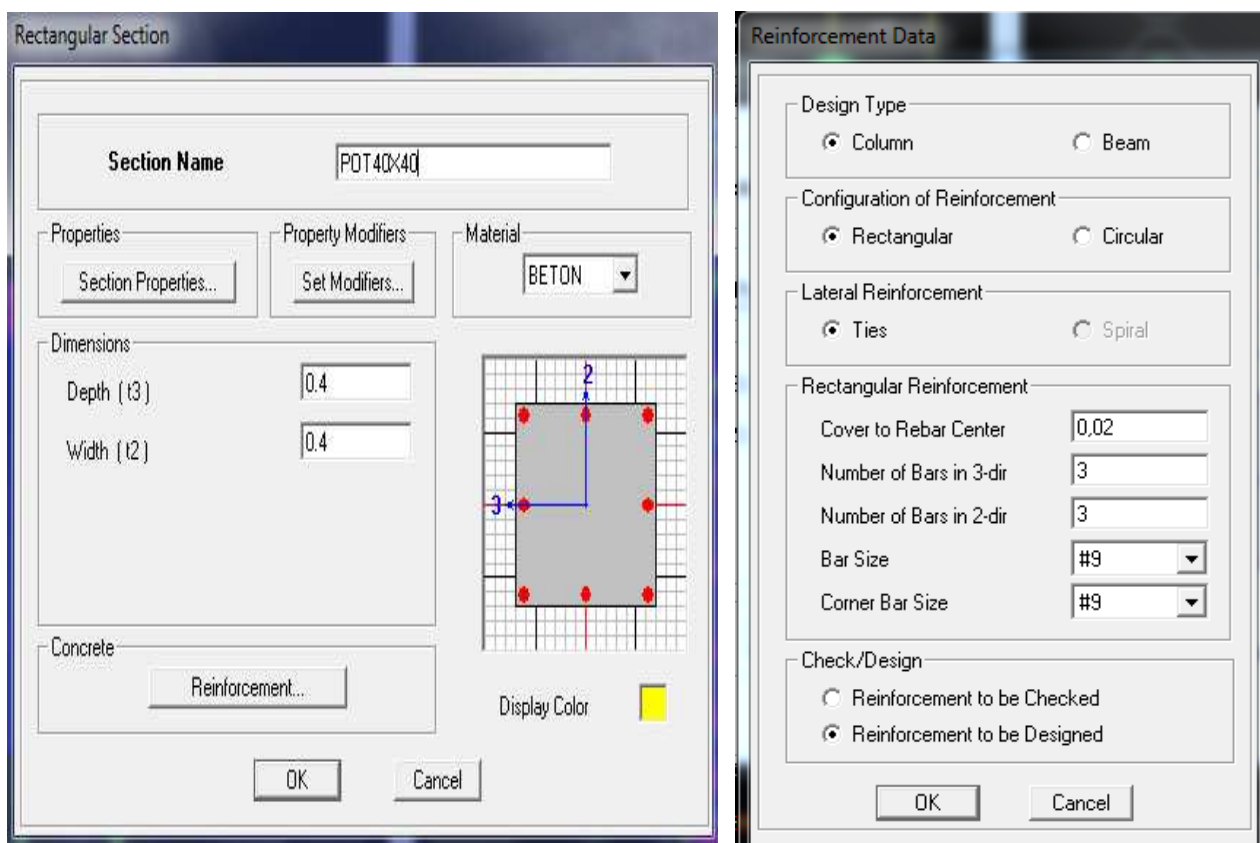 Rectangular Section
Section Name
POT40X40
Properties
Section Properties...
Property Modifiers
Set Modifiers...
Material
BETON
Dimensions
Depth ( t3 )
0.4
Width ( t2 )
0.4
2
3
Concrete
Reinforcement...
Display Color
OK
Cancel
Reinforcement Data
Design Type
Column
Beam
Configuration of Reinforcement
Rectangular
Circular
Lateral Reinforcement
Ties
Spiral
Rectangular Reinforcement
Cover to Rebar Center
0,02
Number of Bars in 3-dir
3
Number of Bars in 2-dir
3
Bar Size
#9
Corner Bar Size
#9
Check/Design
Reinforcement to be Checked
Reinforcement to be Designed
OK
Cancel